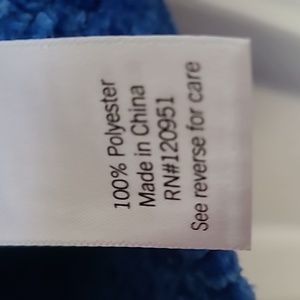 100% Polyester
Made in China
RN#120951
See reverse for care